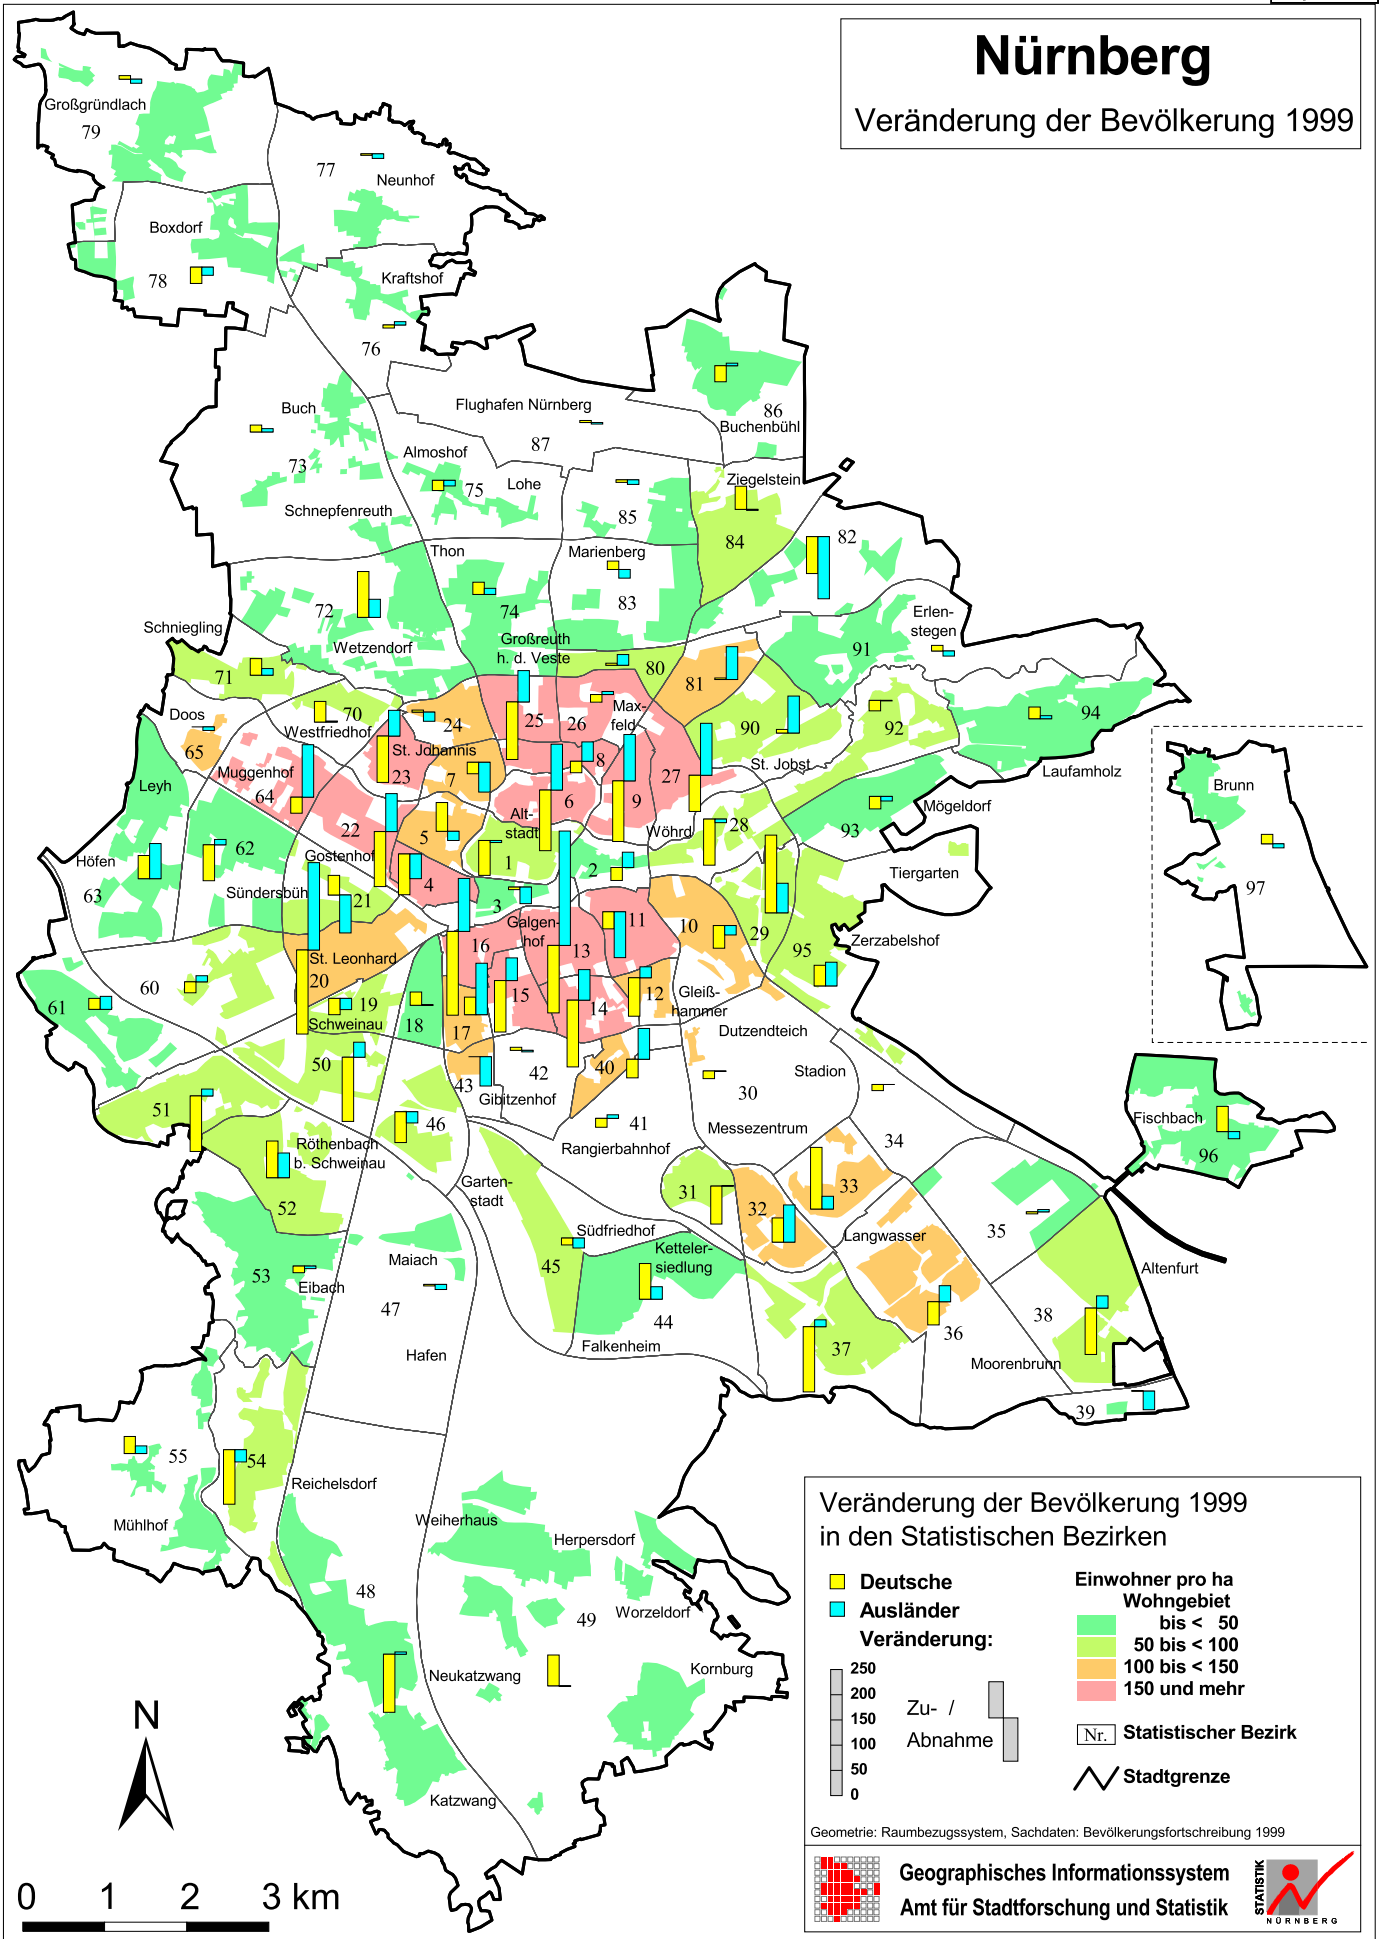 Nürnberg
Veränderung der Bevölkerung 1999
Großgründlach
79
77
Neunhof
Boxdorf
78
Kraftshof
76
86
Buchenbühl
Flughafen Nürnberg
87
Buch
73
Almoshof
75
Lohe
Schnepfenreuth
85
Ziegelstein
84
82
Thon
Marienberg
83
72
74
Erlen-
stegen
Schniegling
Wetzendorf
Großreuth
h. d. Veste
80
91
71
81
94
Doos
65
70
Westfriedhof
24
25
26
Max-
feld
90
92
St. Johannis
23
7
8
27
St. Jobst
Laufamholz
Leyh
Muggenhof
64
22
6
9
Mögeldorf
Brunn
Alt-
stadt
5
Wöhrd
28
93
Höfen
63
62
Gostenhof
1
2
Tiergarten
97
Sündersbüh
21
4
3
Galgen-
hof
11
10
29
Zerzabelshof
95
16
13
St. Leonhard
20
60
61
19
Schweinau
18
17
15
14
12
Gleiß-
hammer
Dutzendteich
Stadion
50
43
42
40
Gibitzenhof
30
51
46
41
Rangierbahnhof
Messezentrum
34
Fischbach
96
Röthenbach
b. Schweinau
52
Garten-
stadt
31
32
33
35
Südfriedhof
Ketteler-
siedlung
Langwasser
Altenfurt
53
Eibach
Maiach
47
45
44
Falkenheim
37
36
38
Hafen
Moorenbrunn
39
55
54
Mühlhof
Reichelsdorf
Weiherhaus
Herpersdorf
48
49
Worzeldorf
Neukatzwang
Kornburg
Katzwang
N
0 1 2 3 km
Veränderung der Bevölkerung 1999
in den Statistischen Bezirken
Deutsche
Ausländer
Veränderung:
250
200
150
100
50
0
Zu- /
Abnahme
Einwohner pro ha
Wohngebiet
bis < 50
50 bis < 100
100 bis < 150
150 und mehr
Nr. Statistischer Bezirk
Stadtgrenze
Geometrie: Raumbezugssystem, Sachdaten: Bevölkerungsfortschreibung 1999
Geographisches Informationssystem
Amt für Stadtforschung und Statistik
STATISTIK
NÜRNBERG